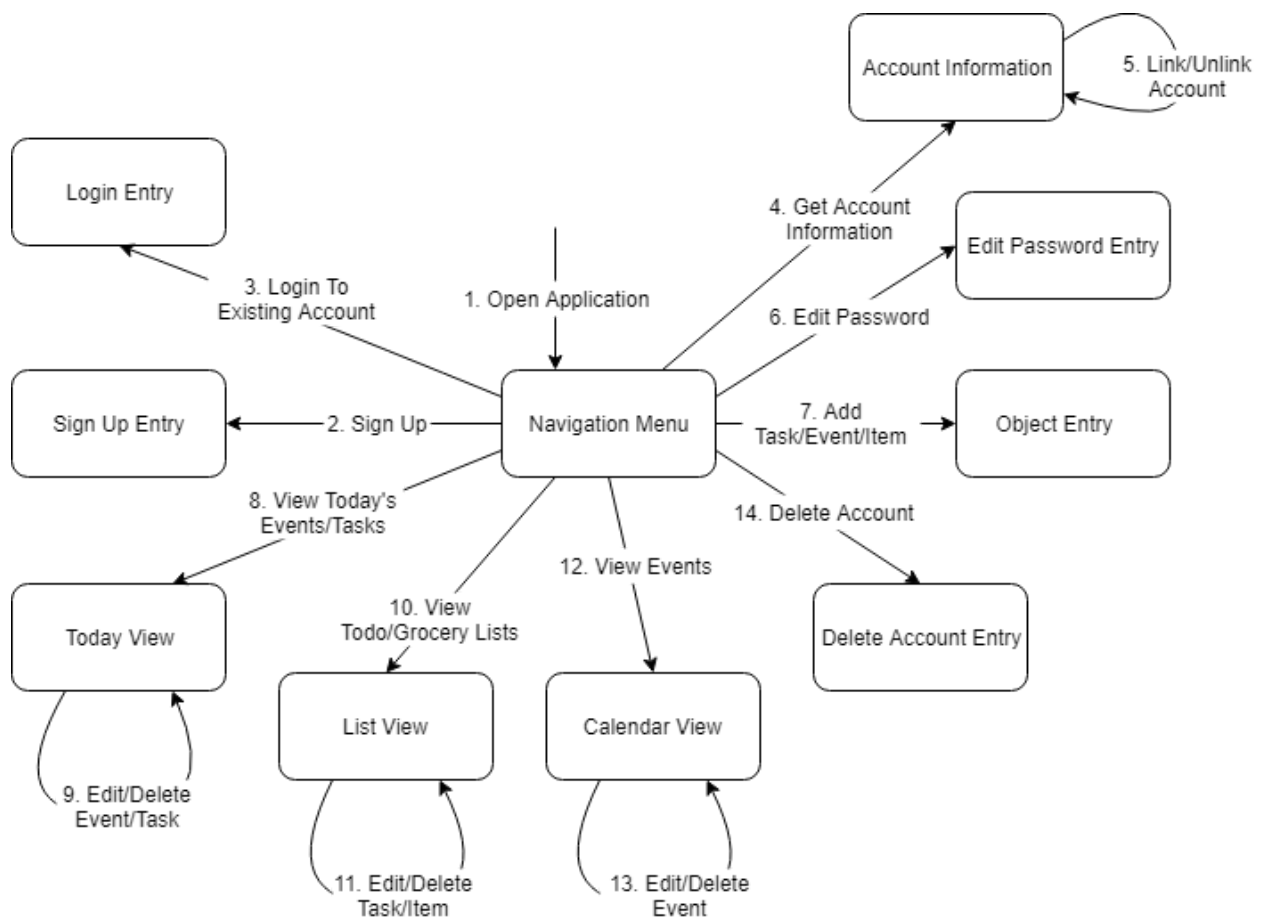 Account Information
5. Link/Unlink
Account
Login Entry
4. Get Account
Information
Edit Password Entry
3. Login To
Existing Account
1. Open Application
6. Edit Password
Sign Up Entry
2. Sign Up
Navigation Menu
7. Add
Task/Event/Item
Object Entry
8. View Today's
Events/Tasks
14. Delete Account
12. View Events
10. View
Todo/Grocery Lists
Today View
Delete Account Entry
List View
Calendar View
9. Edit/Delete
Event/Task
11. Edit/Delete
Task/Item
13. Edit/Delete
Event